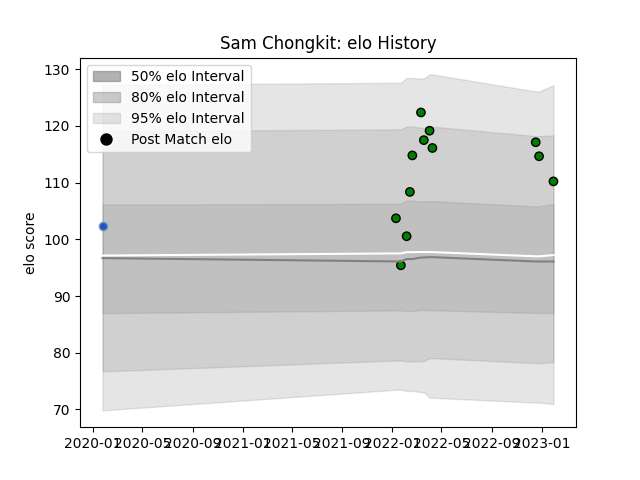 Sam Chongkit: elo History
50% elo Interval
80% elo Interval
95% elo Interval
Post Match elo
elo score
130
120
110
100
90
80
70
2020-01 2020-05 2020-09 2021-01 2021-05 2021-09 2022-01 2022-05 2022-09 2023-01